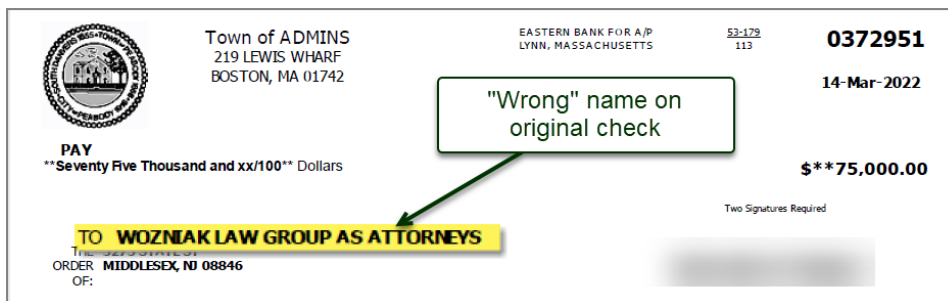 Town of ADMINS
219 LEWIS WHARF
BOSTON, MA 01742
EASTERN BANK FOR A/P
LYNN, MASSACHUSETTS
53-179
113
0372951
14-Mar-2022
"Wrong" name on
original check
PAY
**Seventy Five Thousand and xx/100** Dollars
$**75,000.00
Two Signatures Required
TO WOZNIAK LAW GROUP AS ATTORNEYS
THE
ORDER MIDDLESEX, NJ 08846
OF: